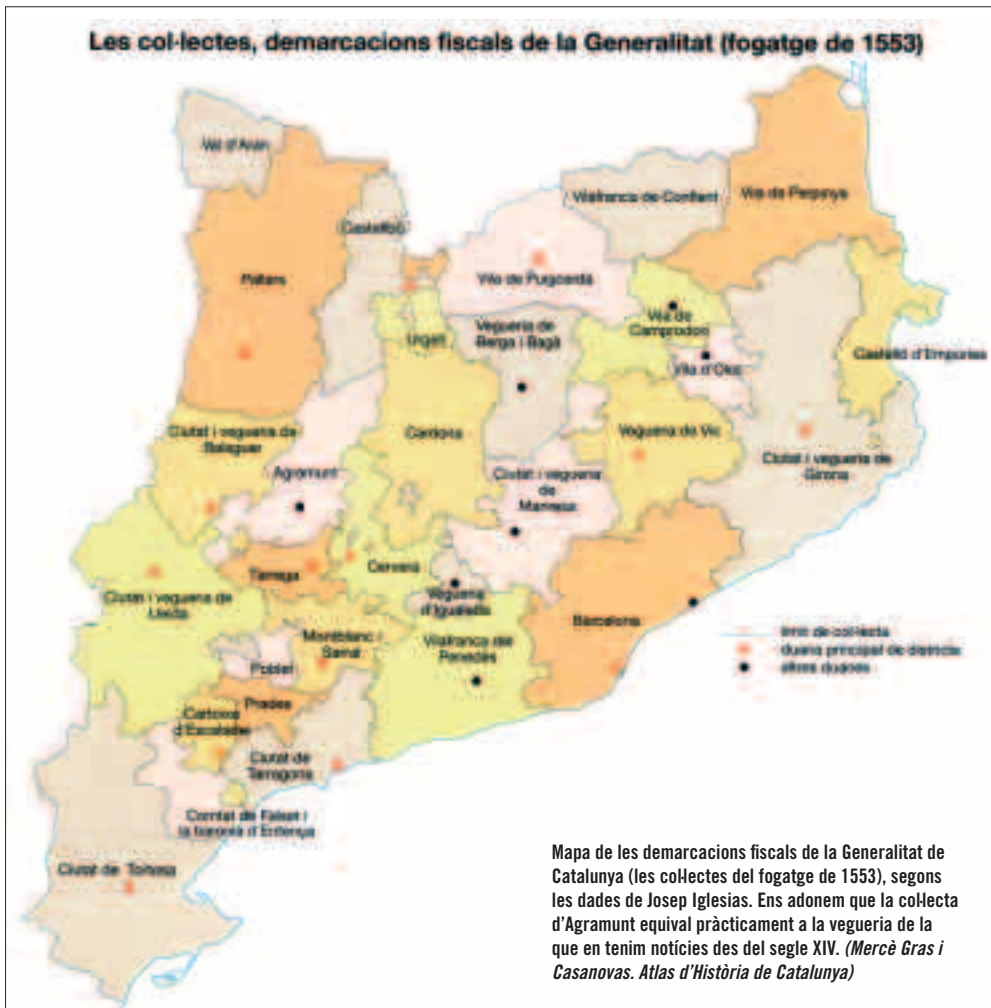 Les col·lectes, demarcacions fiscals de la Generalitat (fogatge de 1553)
Val d'Aran
Vilafranca de Conflent
Vila de Perpinya
Castellbò
Pallars
Vila de Puigcerdà
Urgell
Vegueria de
Berga i Bagà
Vila de
Camprodon
Vila d'Olot
Castelló d'Empúries
Ciutat i vegueria de
Balaguer
Cardona
Vegueria de Vic
Agramunt
Ciutat i vegueria
de
Manresa
Ciutat i vegueria de
Girona
Tàrrega
Cervera
Ciutat i vegueria de
Lleida
Vegueria
d'Igualada
Barcelona
Montblanc i
Sarral
Vilafranca del
Penedès
límit de col·lecta
duana principal de districte
altres duanes
Poblet
Prades
Cartoixa
d'Escaladei
Ciutat de
Tarragona
Comtat de Falset i
la baronia d'Entença
Ciutat de Tortosa
Mapa de les demarcacions fiscals de la Generalitat de
Catalunya (les col·lectes del fogatge de 1553), segons
les dades de Josep Iglesias. Ens adonem que la col·lecta
d'Agramunt equival pràcticament a la vegueria de la
que en tenim notícies des del segle XIV. (Mercè Gras i
Casanovas. Atlas d'Història de Catalunya)